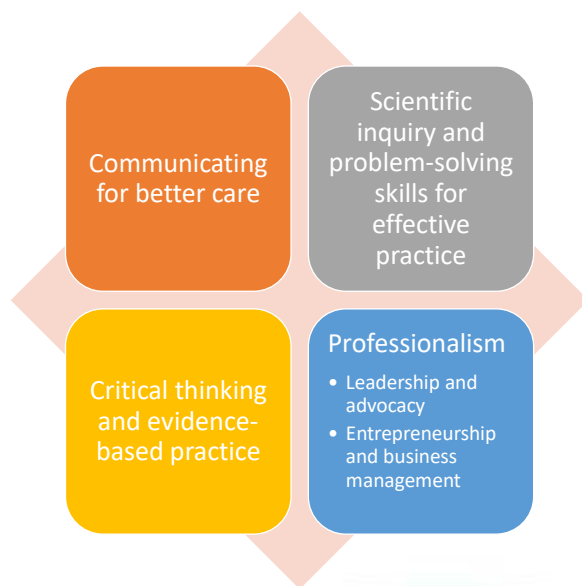 Communicating
for better care
Scientific
inquiry and
problem-solving
skills for
effective
practice
Critical thinking
and evidence-
based practice
Professionalism
• Leadership and
advocacy
• Entrepreneurship
and business
management